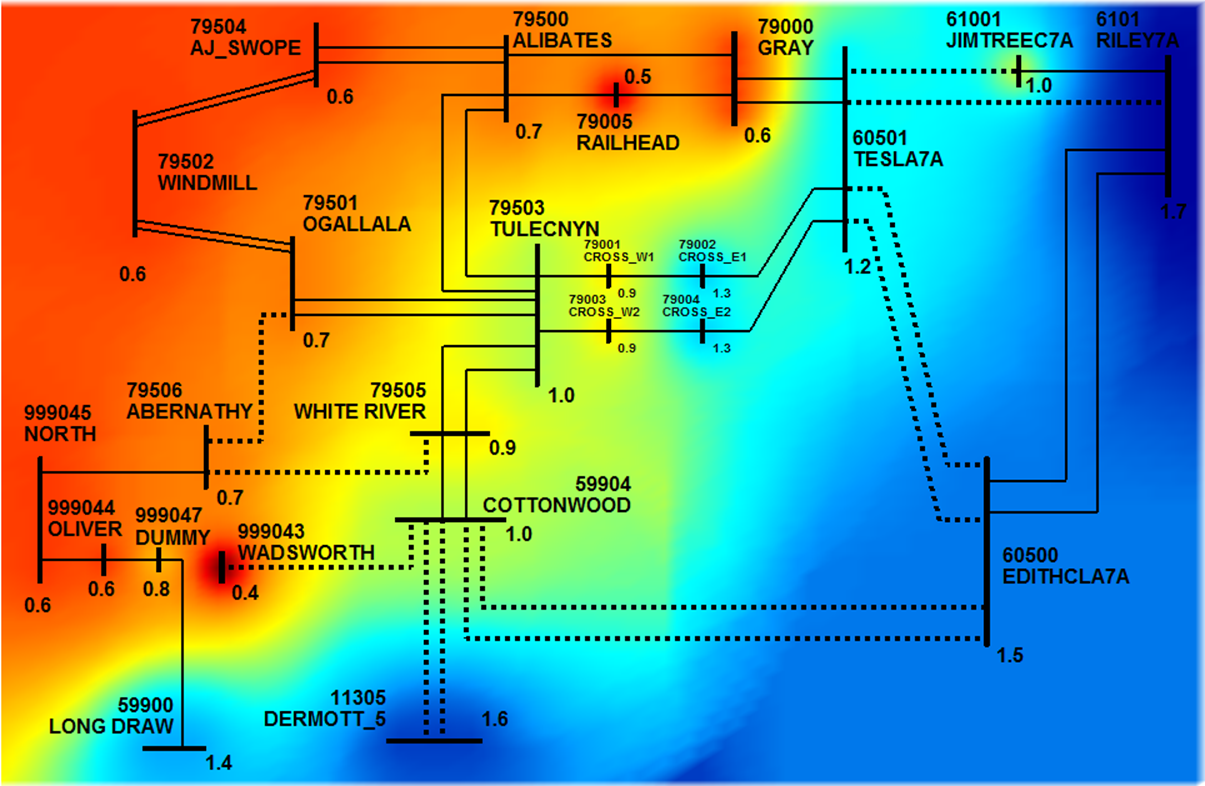 79504
AJ_SWOPE
0.6
79500
ALIBATES
0.7
0.5
79005
RAILHEAD
79000
GRAY
0.6
61001
JIMTREEC7A
1.0
6101
RILEY7A
1.7
60501
TESLA7A
1.2
79502
WINDMILL
0.6
79501
OGALLALA
0.7
79503
TULECNYN
1.0
79001
CROSS_W1
0.9
79002
CROSS_E1
1.3
79003
CROSS_W2
0.9
79004
CROSS_E2
1.3
79506
ABERNATHY
0.7
79505
WHITE RIVER
0.9
999045
NORTH
0.6
999044
OLIVER
0.6
999047
DUMMY
0.8
999043
WADSWORTH
0.4
59904
COTTONWOOD
1.0
60500
EDITHCLA7A
1.5
59900
LONG DRAW
1.4
11305
DERMOTT_5
1.6